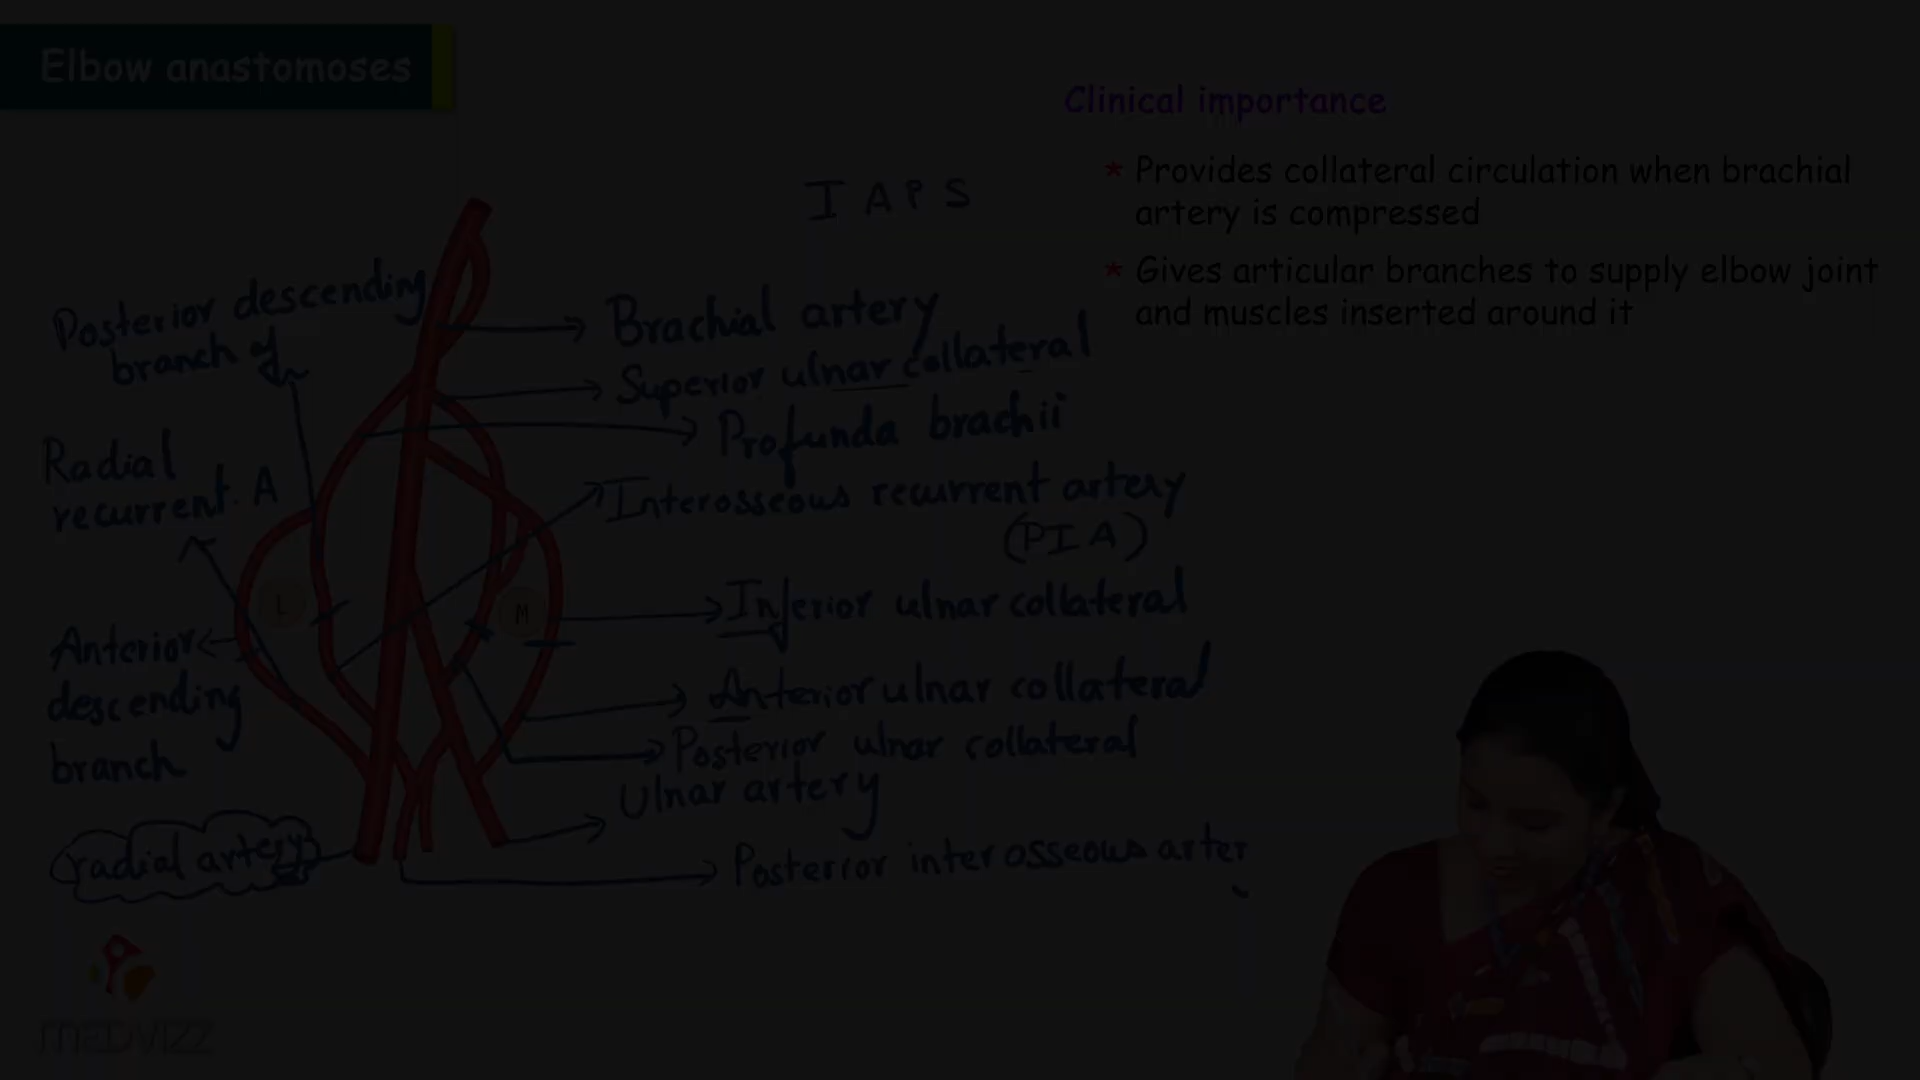 Elbow anastomoses
Clinical importance
* Provides collateral circulation when brachial
artery is compressed
* Gives articular branches to supply elbow joint
and muscles inserted around it
I A P S
Posterior descending
branch of
Radial
recurrent. A
Anterior
descending
branch
radial artery
Brachial artery
Superior ulnar collateral
Profunda brachii
Interosseous recurrent artery
(PIA)
Inferior ulnar collateral
Anterior ulnar collateral
Posterior ulnar collateral
Ulnar artery
Posterior interosseous arter
L
M
MEDVIZZ